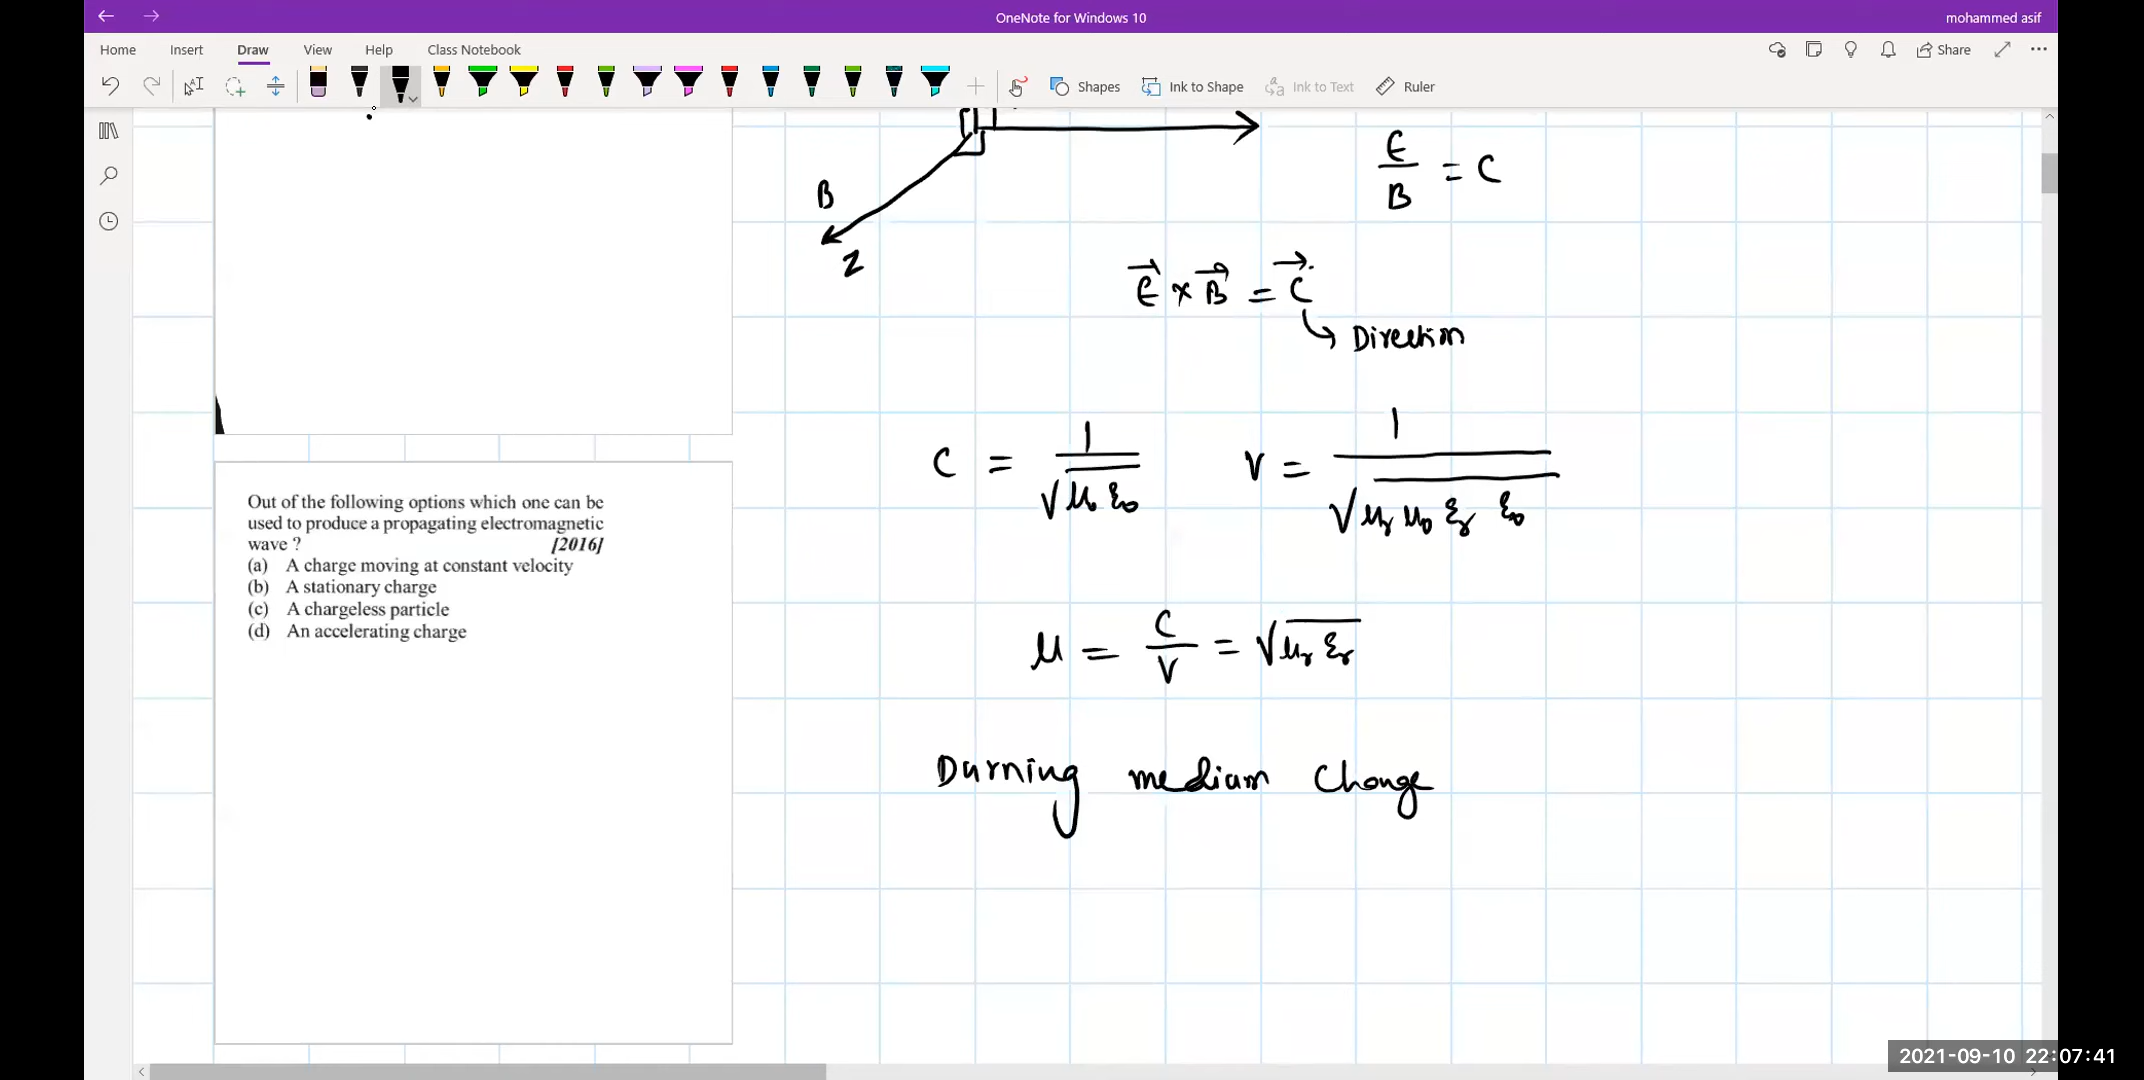 OneNote for Windows 10
mohammed asif
Home Insert Draw View Help Class Notebook
Share
Shapes Ink to Shape Ink to Text Ruler
E/B = C
B
Z
E⃗ × B⃗ = C⃗
↳ Direction
C = 1/√μ₀ε₀ V = 1/√μᵣμ₀εᵣε₀
Out of the following options which one can be
used to produce a propagating electromagnetic
wave ? [2016]
(a) A charge moving at constant velocity
(b) A stationary charge
(c) A chargeless particle
(d) An accelerating charge
μ = C/V = √μᵣεᵣ
Durning medium change
2021-09-10 22:07:41